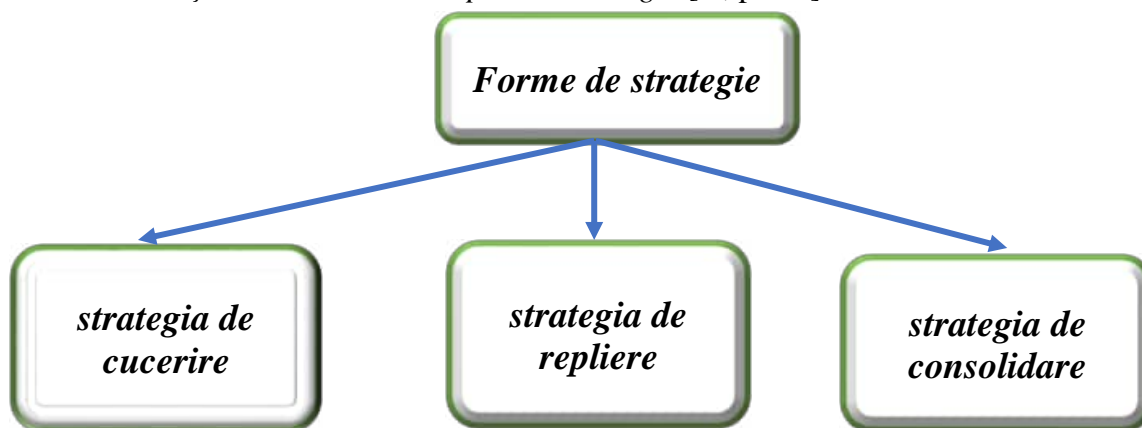 Forme de strategie
strategia de
cucerire
strategia de
repliere
strategia de
consolidare